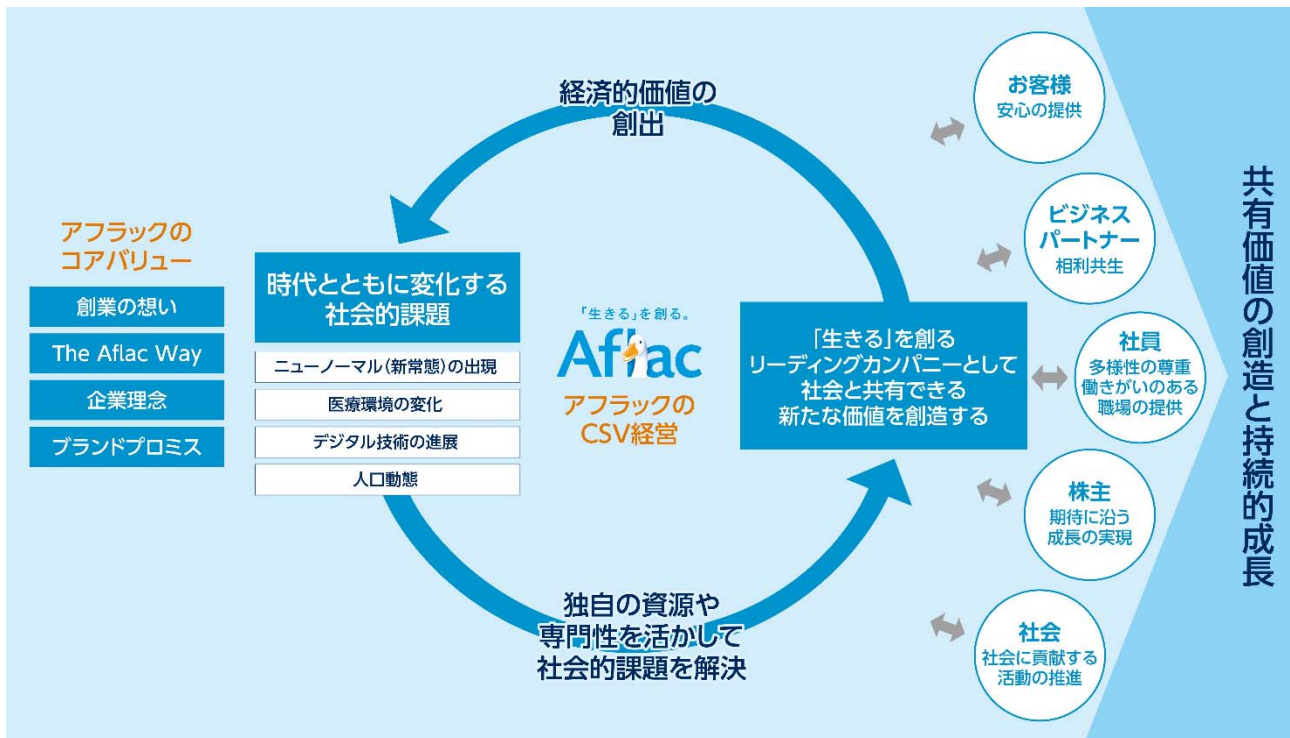 アフラックの
コアバリュー
創業の想い
The Aflac Way
企業理念
ブランドプロミス
経済的価値の
創出
時代とともに変化する
社会的課題
ニューノーマル(新常態)の出現
医療環境の変化
デジタル技術の進展
人口動態
「生きる」を創る。
Aflac
アフラックの
CSV経営
「生きる」を創る
リーディングカンパニーとして
社会と共有できる
新たな価値を創造する
独自の資源や
専門性を活かして
社会的課題を解決
お客様
安心の提供
ビジネス
パートナー
相利共生
社員
多様性の尊重
働きがいのある
職場の提供
株主
期待に沿う
成長の実現
社会
社会に貢献する
活動の推進
共有価値の創造と持続的成長